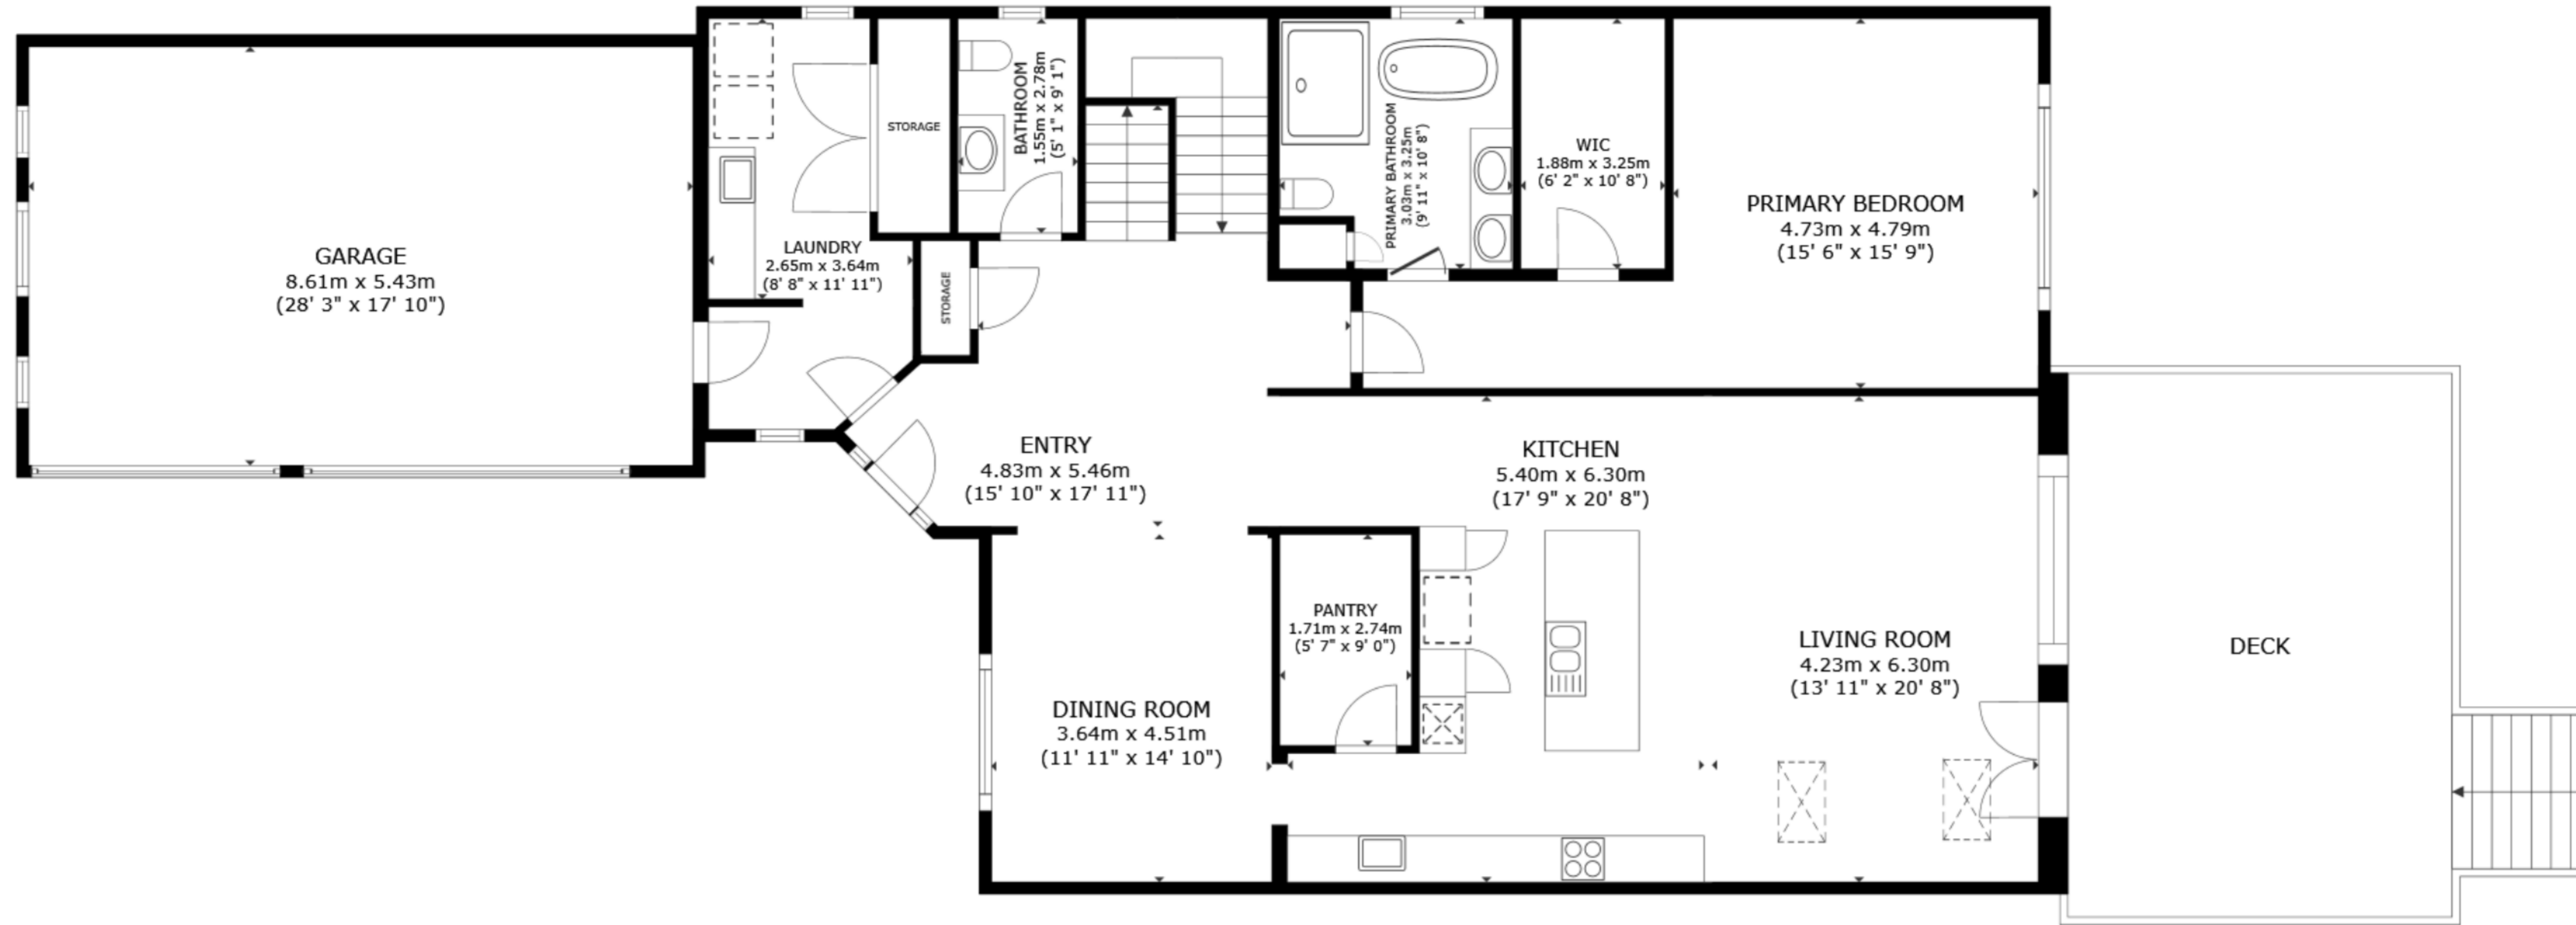 GARAGE
8.61m x 5.43m
(28' 3" x 17' 10")
LAUNDRY
2.65m x 3.64m
(8' 8" x 11' 11")
STORAGE
STORAGE
BATHROOM
1.55m x 2.78m
(5' 1" x 9' 1")
PRIMARY BATHROOM
3.03m x 3.25m
(9' 11" x 10' 8")
WIC
1.88m x 3.25m
(6' 2" x 10' 8")
PRIMARY BEDROOM
4.73m x 4.79m
(15' 6" x 15' 9")
ENTRY
4.83m x 5.46m
(15' 10" x 17' 11")
KITCHEN
5.40m x 6.30m
(17' 9" x 20' 8")
PANTRY
1.71m x 2.74m
(5' 7" x 9' 0")
LIVING ROOM
4.23m x 6.30m
(13' 11" x 20' 8")
DECK
DINING ROOM
3.64m x 4.51m
(11' 11" x 14' 10")